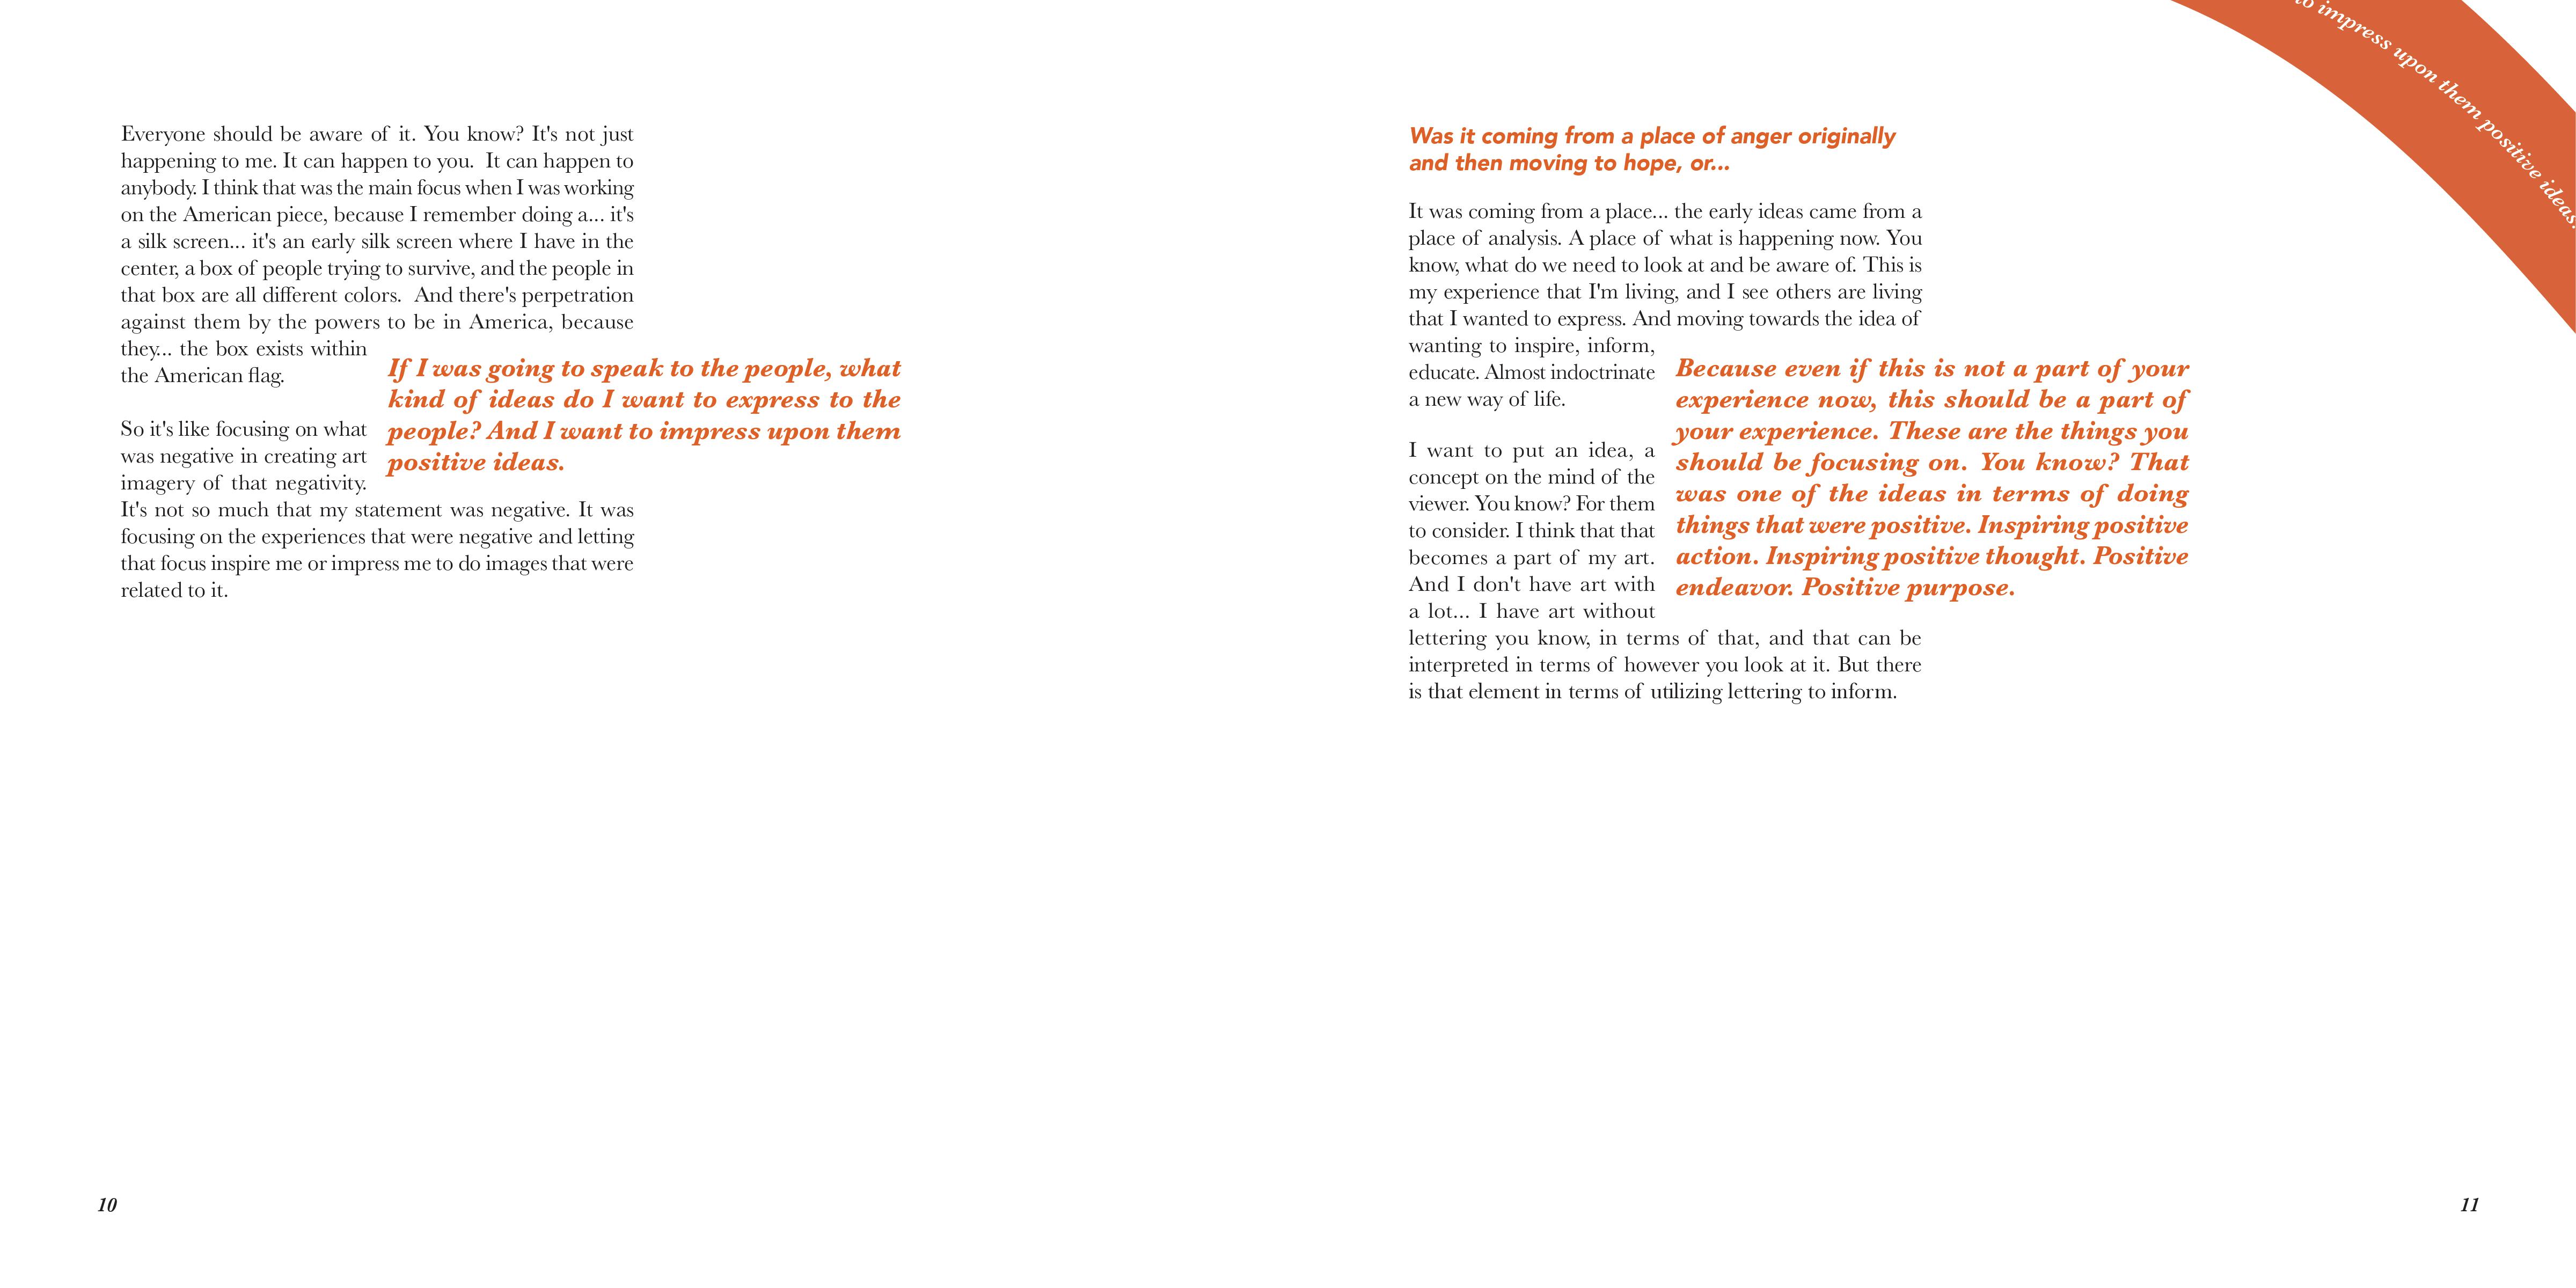 Everyone should be aware of it. You know? It's not just
happening to me. It can happen to you.  It can happen to
anybody. I think that was the main focus when I was working
on the American piece, because I remember doing a... it's
a silk screen... it's an early silk screen where I have in the
center, a box of people trying to survive, and the people in
that box are all different colors.  And there's perpetration
against them by the powers to be in America, because
they... the box exists within
the American flag.
So it's like focusing on what
was negative in creating art
imagery of that negativity.
It's not so much that my statement was negative. It was
focusing on the experiences that were negative and letting
that focus inspire me or impress me to do images that were
related to it.
If I was going to speak to the people, what
kind of ideas do I want to express to the
people? And I want to impress upon them
positive ideas.
10
Was it coming from a place of anger originally
and then moving to hope, or...
It was coming from a place... the early ideas came from a
place of analysis. A place of what is happening now. You
know, what do we need to look at and be aware of. This is
my experience that I'm living, and I see others are living
that I wanted to express. And moving towards the idea of
wanting to inspire, inform,
educate. Almost indoctrinate
a new way of life.
I want to put an idea, a
concept on the mind of the
viewer. You know? For them
to consider. I think that that
becomes a part of my art.
And I don't have art with
a lot... I have art without
lettering you know, in terms of that, and that can be
interpreted in terms of however you look at it. But there
is that element in terms of utilizing lettering to inform.
Because even if this is not a part of your
experience now, this should be a part of
your experience. These are the things you
should be focusing on. You know? That
was one of the ideas in terms of doing
things that were positive. Inspiring positive
action. Inspiring positive thought. Positive
endeavor. Positive purpose.
to impress upon them positive ideas.
11